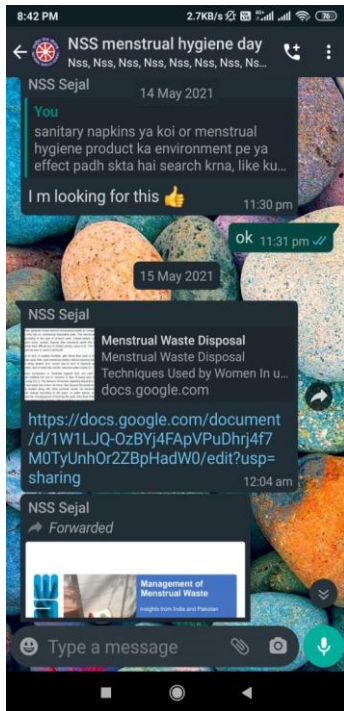 8:42 PM
2.7KB/s
76
NSS menstrual hygiene day
Nss, Nss, Nss, Nss, Nss, Nss, Nss, Ns...
NSS Sejal
14 May 2021
You
sanitary napkins ya koi or menstrual
hygiene product ka environment pe ya
effect padh skta hai search krna, like ku...
I m looking for this 👍
11:30 pm
ok 11:31 pm
15 May 2021
NSS Sejal
Menstrual Waste Disposal
Menstrual Waste Disposal
Techniques Used by Women In u...
docs.google.com
https://docs.google.com/document
/d/1W1LJQ-OzBYj4FApVPuDhrj4f7
M0TyUnhOr2ZBpHadW0/edit?usp=
sharing
12:04 am
NSS Sejal
Forwarded
Management of
Menstrual Waste
Insights from India and Pakistan
Type a message